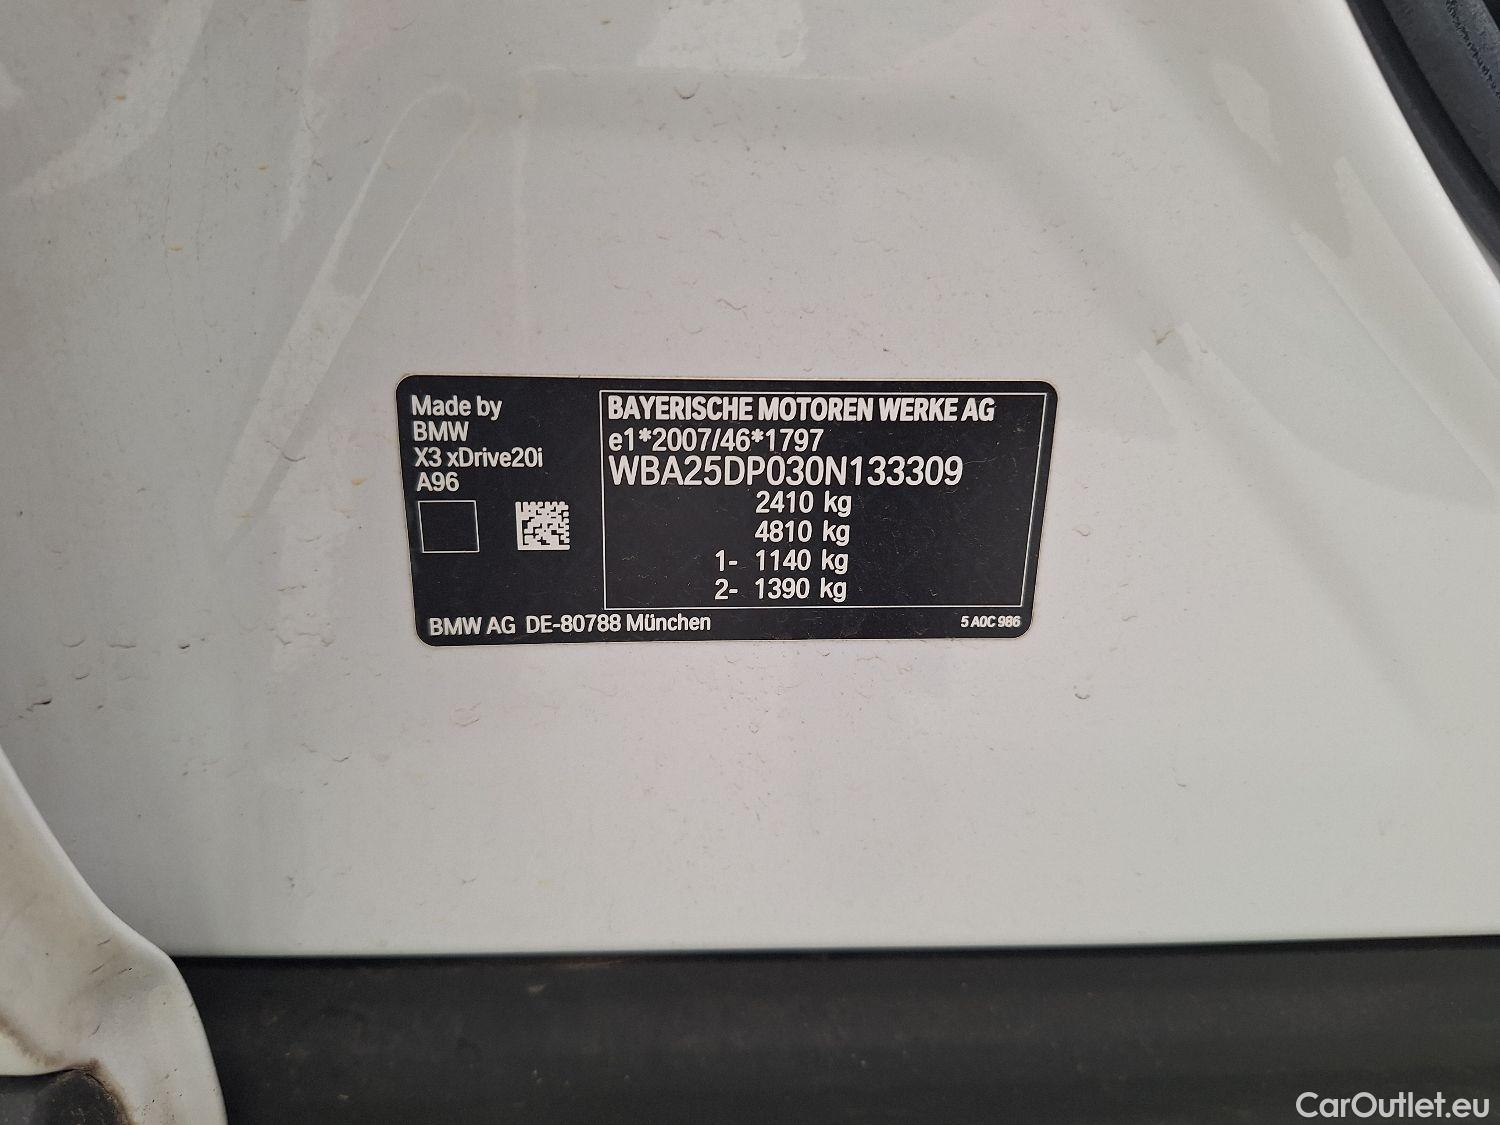 Made by
BMW
X3 xDrive20i
A96
BAYERISCHE MOTOREN WERKE AG
e1*2007/46*1797
WBA25DP030N133309
2410 kg
4810 kg
1- 1140 kg
2- 1390 kg
BMW AG DE-80788 München
5 A0C 986
CarOutlet.eu